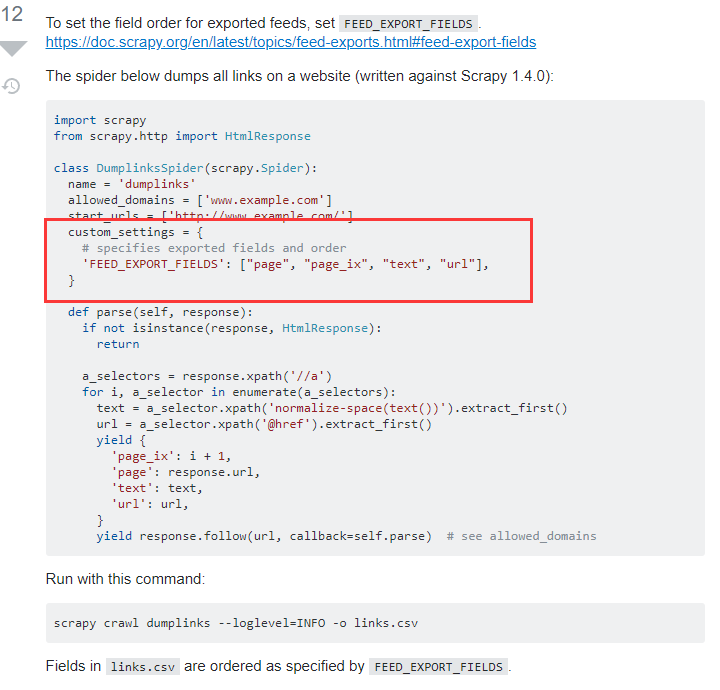 12
To set the field order for exported feeds, set FEED_EXPORT_FIELDS.
https://doc.scrapy.org/en/latest/topics/feed-exports.html#feed-export-fields
The spider below dumps all links on a website (written against Scrapy 1.4.0):
import scrapy
from scrapy.http import HtmlResponse
class DumplinksSpider(scrapy.Spider):
  name = 'dumplinks'
  allowed_domains = ['www.example.com']
  start_urls = ['http://www.example.com/']
  custom_settings = {
    # specifies exported fields and order
    'FEED_EXPORT_FIELDS': ["page", "page_ix", "text", "url"],
  }
  def parse(self, response):
    if not isinstance(response, HtmlResponse):
      return
    a_selectors = response.xpath('//a')
    for i, a_selector in enumerate(a_selectors):
      text = a_selector.xpath('normalize-space(text())').extract_first()
      url = a_selector.xpath('@href').extract_first()
      yield {
        'page_ix': i + 1,
        'page': response.url,
        'text': text,
        'url': url,
      }
      yield response.follow(url, callback=self.parse)  # see allowed_domains
Run with this command:
scrapy crawl dumplinks --loglevel=INFO -o links.csv
Fields in links.csv are ordered as specified by FEED_EXPORT_FIELDS.